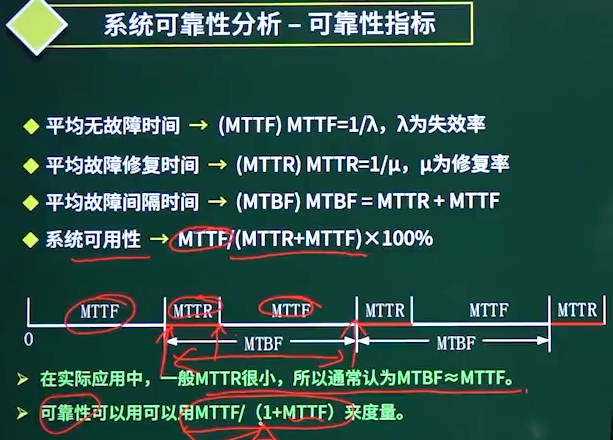 系统可靠性分析 – 可靠性指标
平均无故障时间 → (MTTF) MTTF=1/λ，λ为失效率
平均故障修复时间 → (MTTR) MTTR=1/μ，μ为修复率
平均故障间隔时间 → (MTBF) MTBF = MTTR + MTTF
系统可用性 → MTTF/(MTTR+MTTF)×100%
MTTF MTTR MTTF MTTR MTTF MTTR
0 MTBF MTBF
在实际应用中，一般MTTR很小，所以通常认为MTBF≈MTTF。
可靠性可以用可以用MTTF/（1+MTTF）来度量。